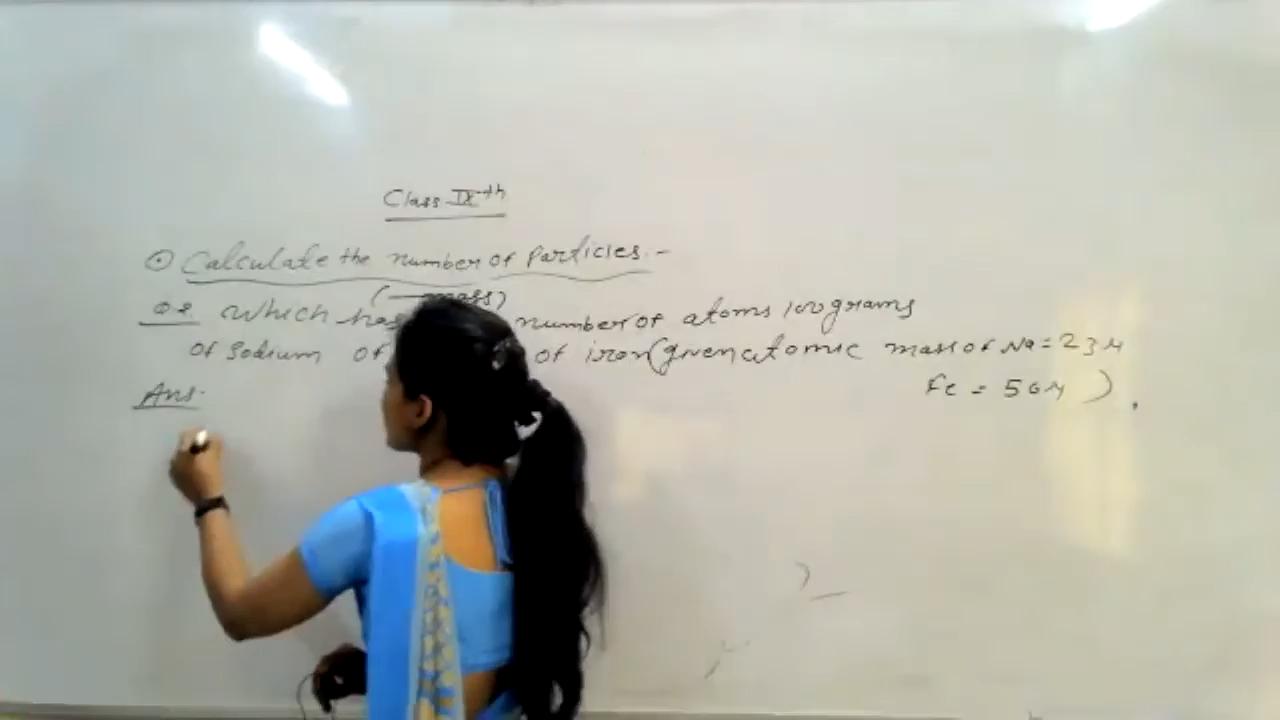 Class IXth
⊙ Calculate the number of particles.-
(—mass)
Q2. Which has number of atoms 100 grams
of sodium of of iron (given atomic mass of Na = 23u
Fe = 56u ) .
Ans.